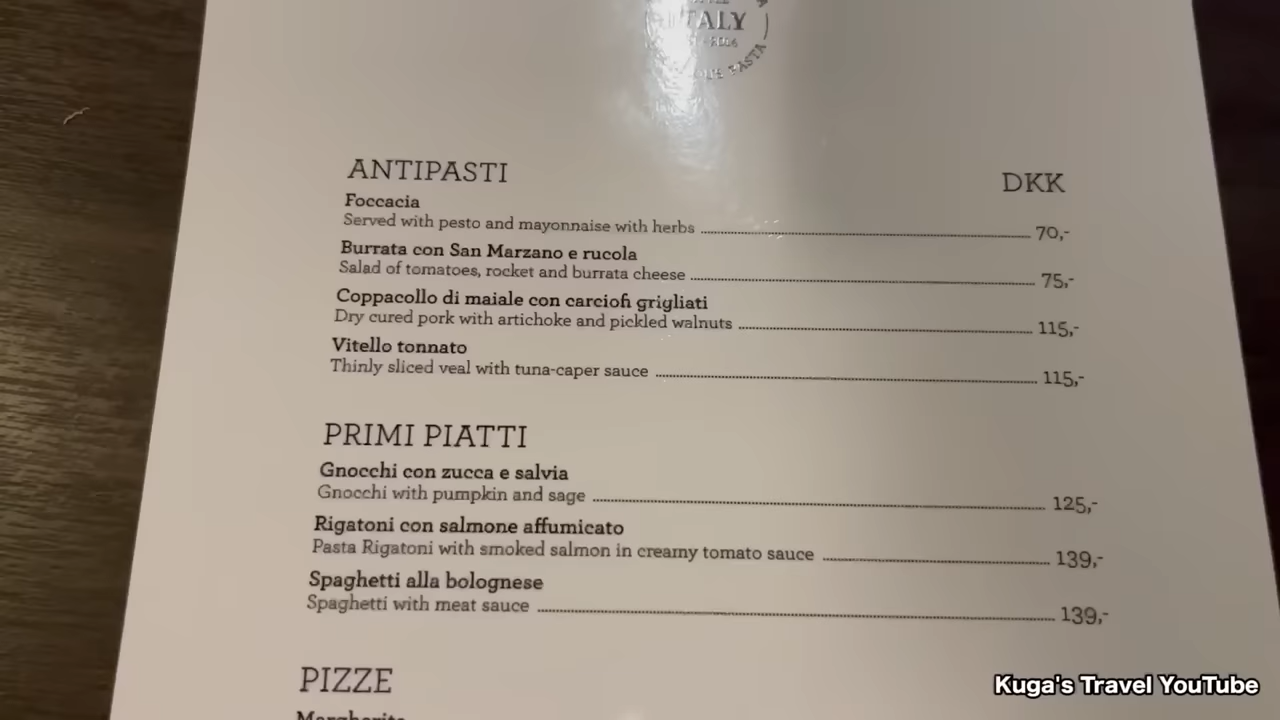 ITALY
PASTA
ANTIPASTI
DKK
Foccacia
Served with pesto and mayonnaise with herbs 70,-
Burrata con San Marzano e rucola
Salad of tomatoes, rocket and burrata cheese 75,-
Coppacollo di maiale con carciofi grigliati
Dry cured pork with artichoke and pickled walnuts 115,-
Vitello tonnato
Thinly sliced veal with tuna-caper sauce 115,-
PRIMI PIATTI
Gnocchi con zucca e salvia
Gnocchi with pumpkin and sage 125,-
Rigatoni con salmone affumicato
Pasta Rigatoni with smoked salmon in creamy tomato sauce 139,-
Spaghetti alla bolognese
Spaghetti with meat sauce 139,-
PIZZE
Margherita
Kuga's Travel YouTube